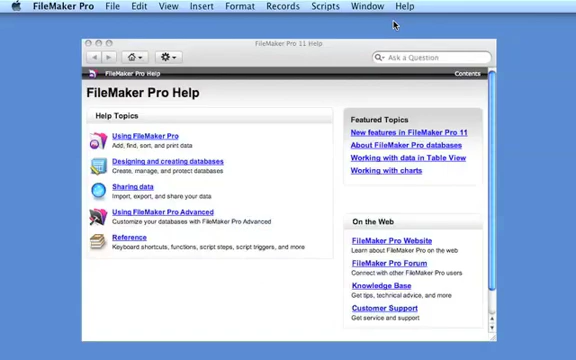 FileMaker Pro File Edit View Insert Format Records Scripts Window Help
FileMaker Pro 11 Help
Ask a Question
FileMaker Pro Help
Contents
FileMaker Pro Help
Help Topics
Using FileMaker Pro
Add, find, sort, and print data
Designing and creating databases
Create, manage, and protect databases
Sharing data
Import, export, and share your data
Using FileMaker Pro Advanced
Customize your databases with FileMaker Pro Advanced
Reference
Keyboard shortcuts, functions, script steps, script triggers, and more
Featured Topics
New features in FileMaker Pro 11
About FileMaker Pro databases
Working with data in Table View
Working with charts
On the Web
FileMaker Pro Website
Learn about FileMaker Pro on the web
FileMaker Pro Forum
Connect with other FileMaker Pro users
Knowledge Base
Get tips, technical advice, and more
Customer Support
Get service and support